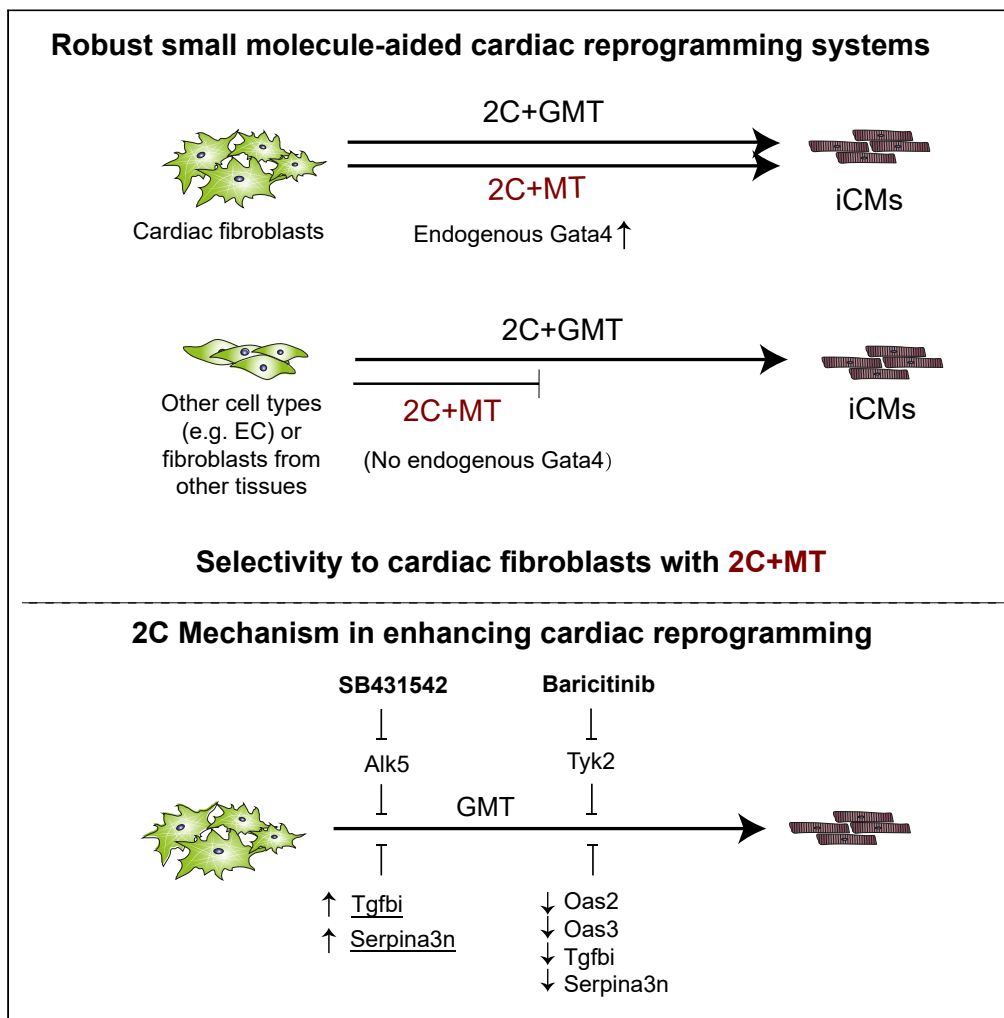 Robust small molecule-aided cardiac reprogramming systems
2C+GMT
2C+MT
Cardiac fibroblasts
Endogenous Gata4↑
iCMs
2C+GMT
2C+MT
Other cell types
(e.g. EC) or
fibroblasts from
other tissues
(No endogenous Gata4）
iCMs
Selectivity to cardiac fibroblasts with 2C+MT
2C Mechanism in enhancing cardiac reprogramming
SB431542
Baricitinib
Alk5
Tyk2
GMT
↑ Tgfbi
↑ Serpina3n
↓ Oas2
↓ Oas3
↓ Tgfbi
↓ Serpina3n